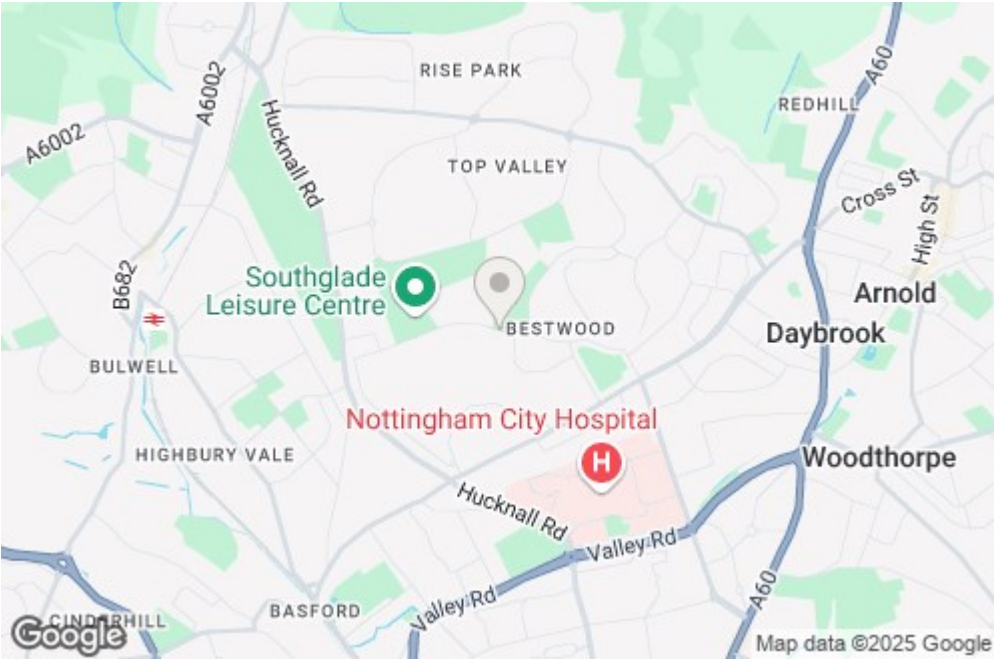 RISE PARK
A60
REDHILL
A6002
A6002
Hucknall Rd
TOP VALLEY
Cross St
High St
B682
Southglade
Leisure Centre
Arnold
BESTWOOD
Daybrook
BULWELL
Nottingham City Hospital
H
HIGHBURY VALE
Woodthorpe
Hucknall Rd
Valley Rd
A60
Valley Rd
BASFORD
CINDERHILL
Google
Map data ©2025 Google